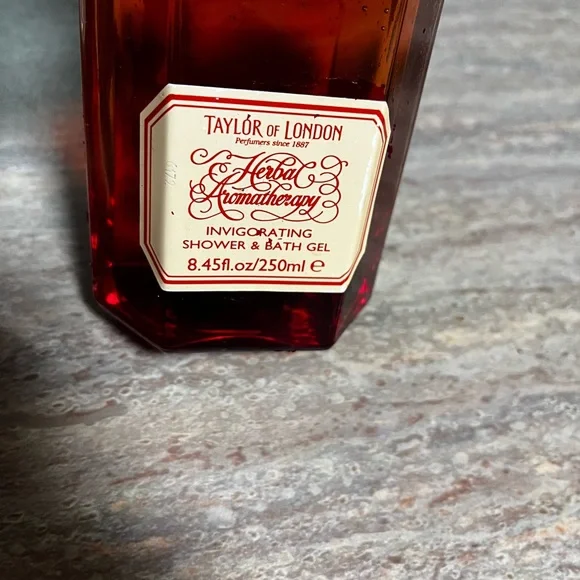 TAYLOR OF LONDON
Perfumers since 1887
Herbal
Aromatherapy
INVIGORATING
SHOWER & BATH GEL
8.45fl.oz/250ml ℮